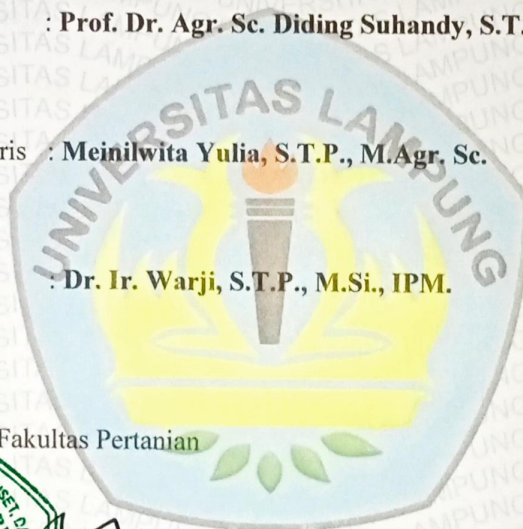 : Prof. Dr. Agr. Sc. Diding Suhandy, S.T.
UNIVERSITAS LAMPUNG
ris : Meinilwita Yulia, S.T.P., M.Agr. Sc.
: Dr. Ir. Warji, S.T.P., M.Si., IPM.
Fakultas Pertanian